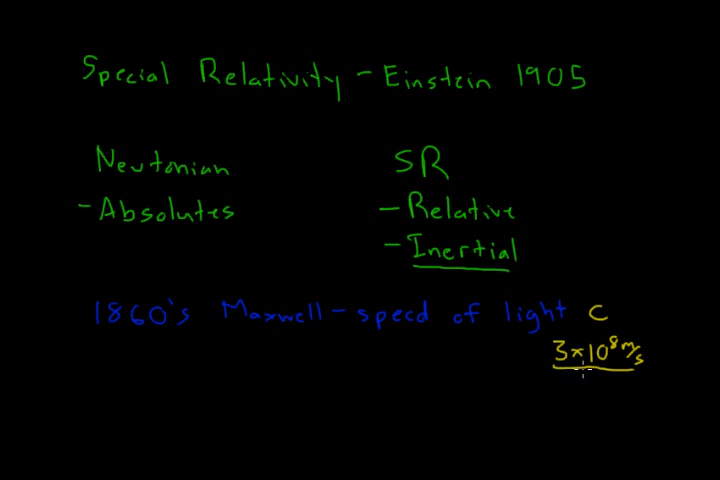 Special Relativity - Einstein 1905
Newtonian
- Absolutes
SR
- Relative
- Inertial
1860's Maxwell - speed of light c
3×10⁸ m/s